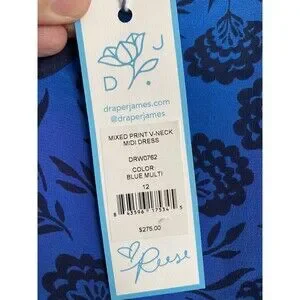 D J
draperjames.com
@draperjames
MIXED PRINT V-NECK
MIDI DRESS
DRW0762
COLOR:
BLUE MULTI
12
$275.00
Reese